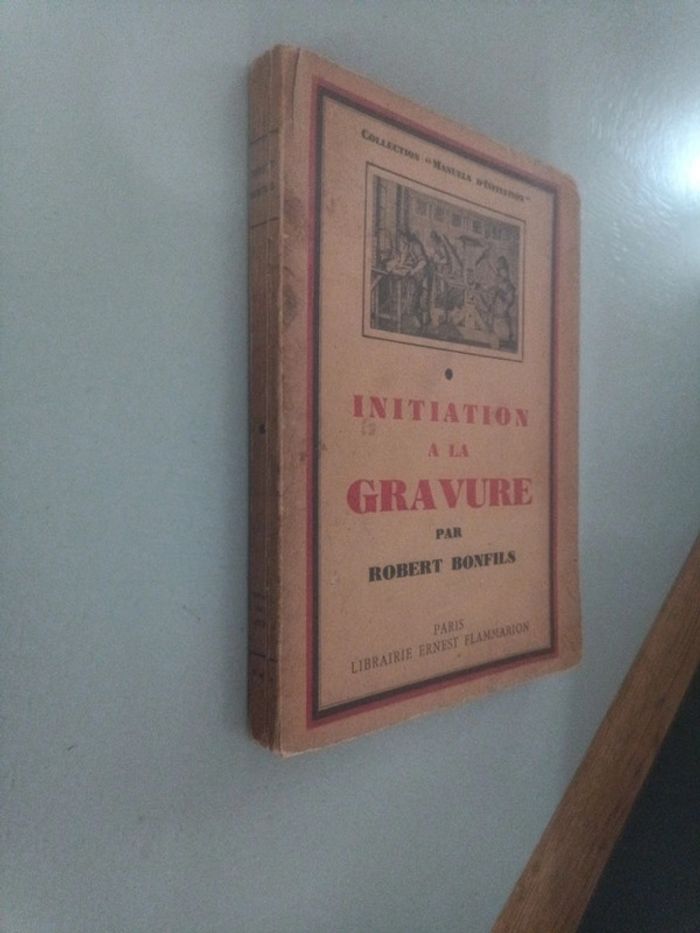 COLLECTION "MANUELS D'INITIATION"
INITIATION
A LA
GRAVURE
PAR
ROBERT BONFILS
PARIS
LIBRAIRIE ERNEST FLAMMARION